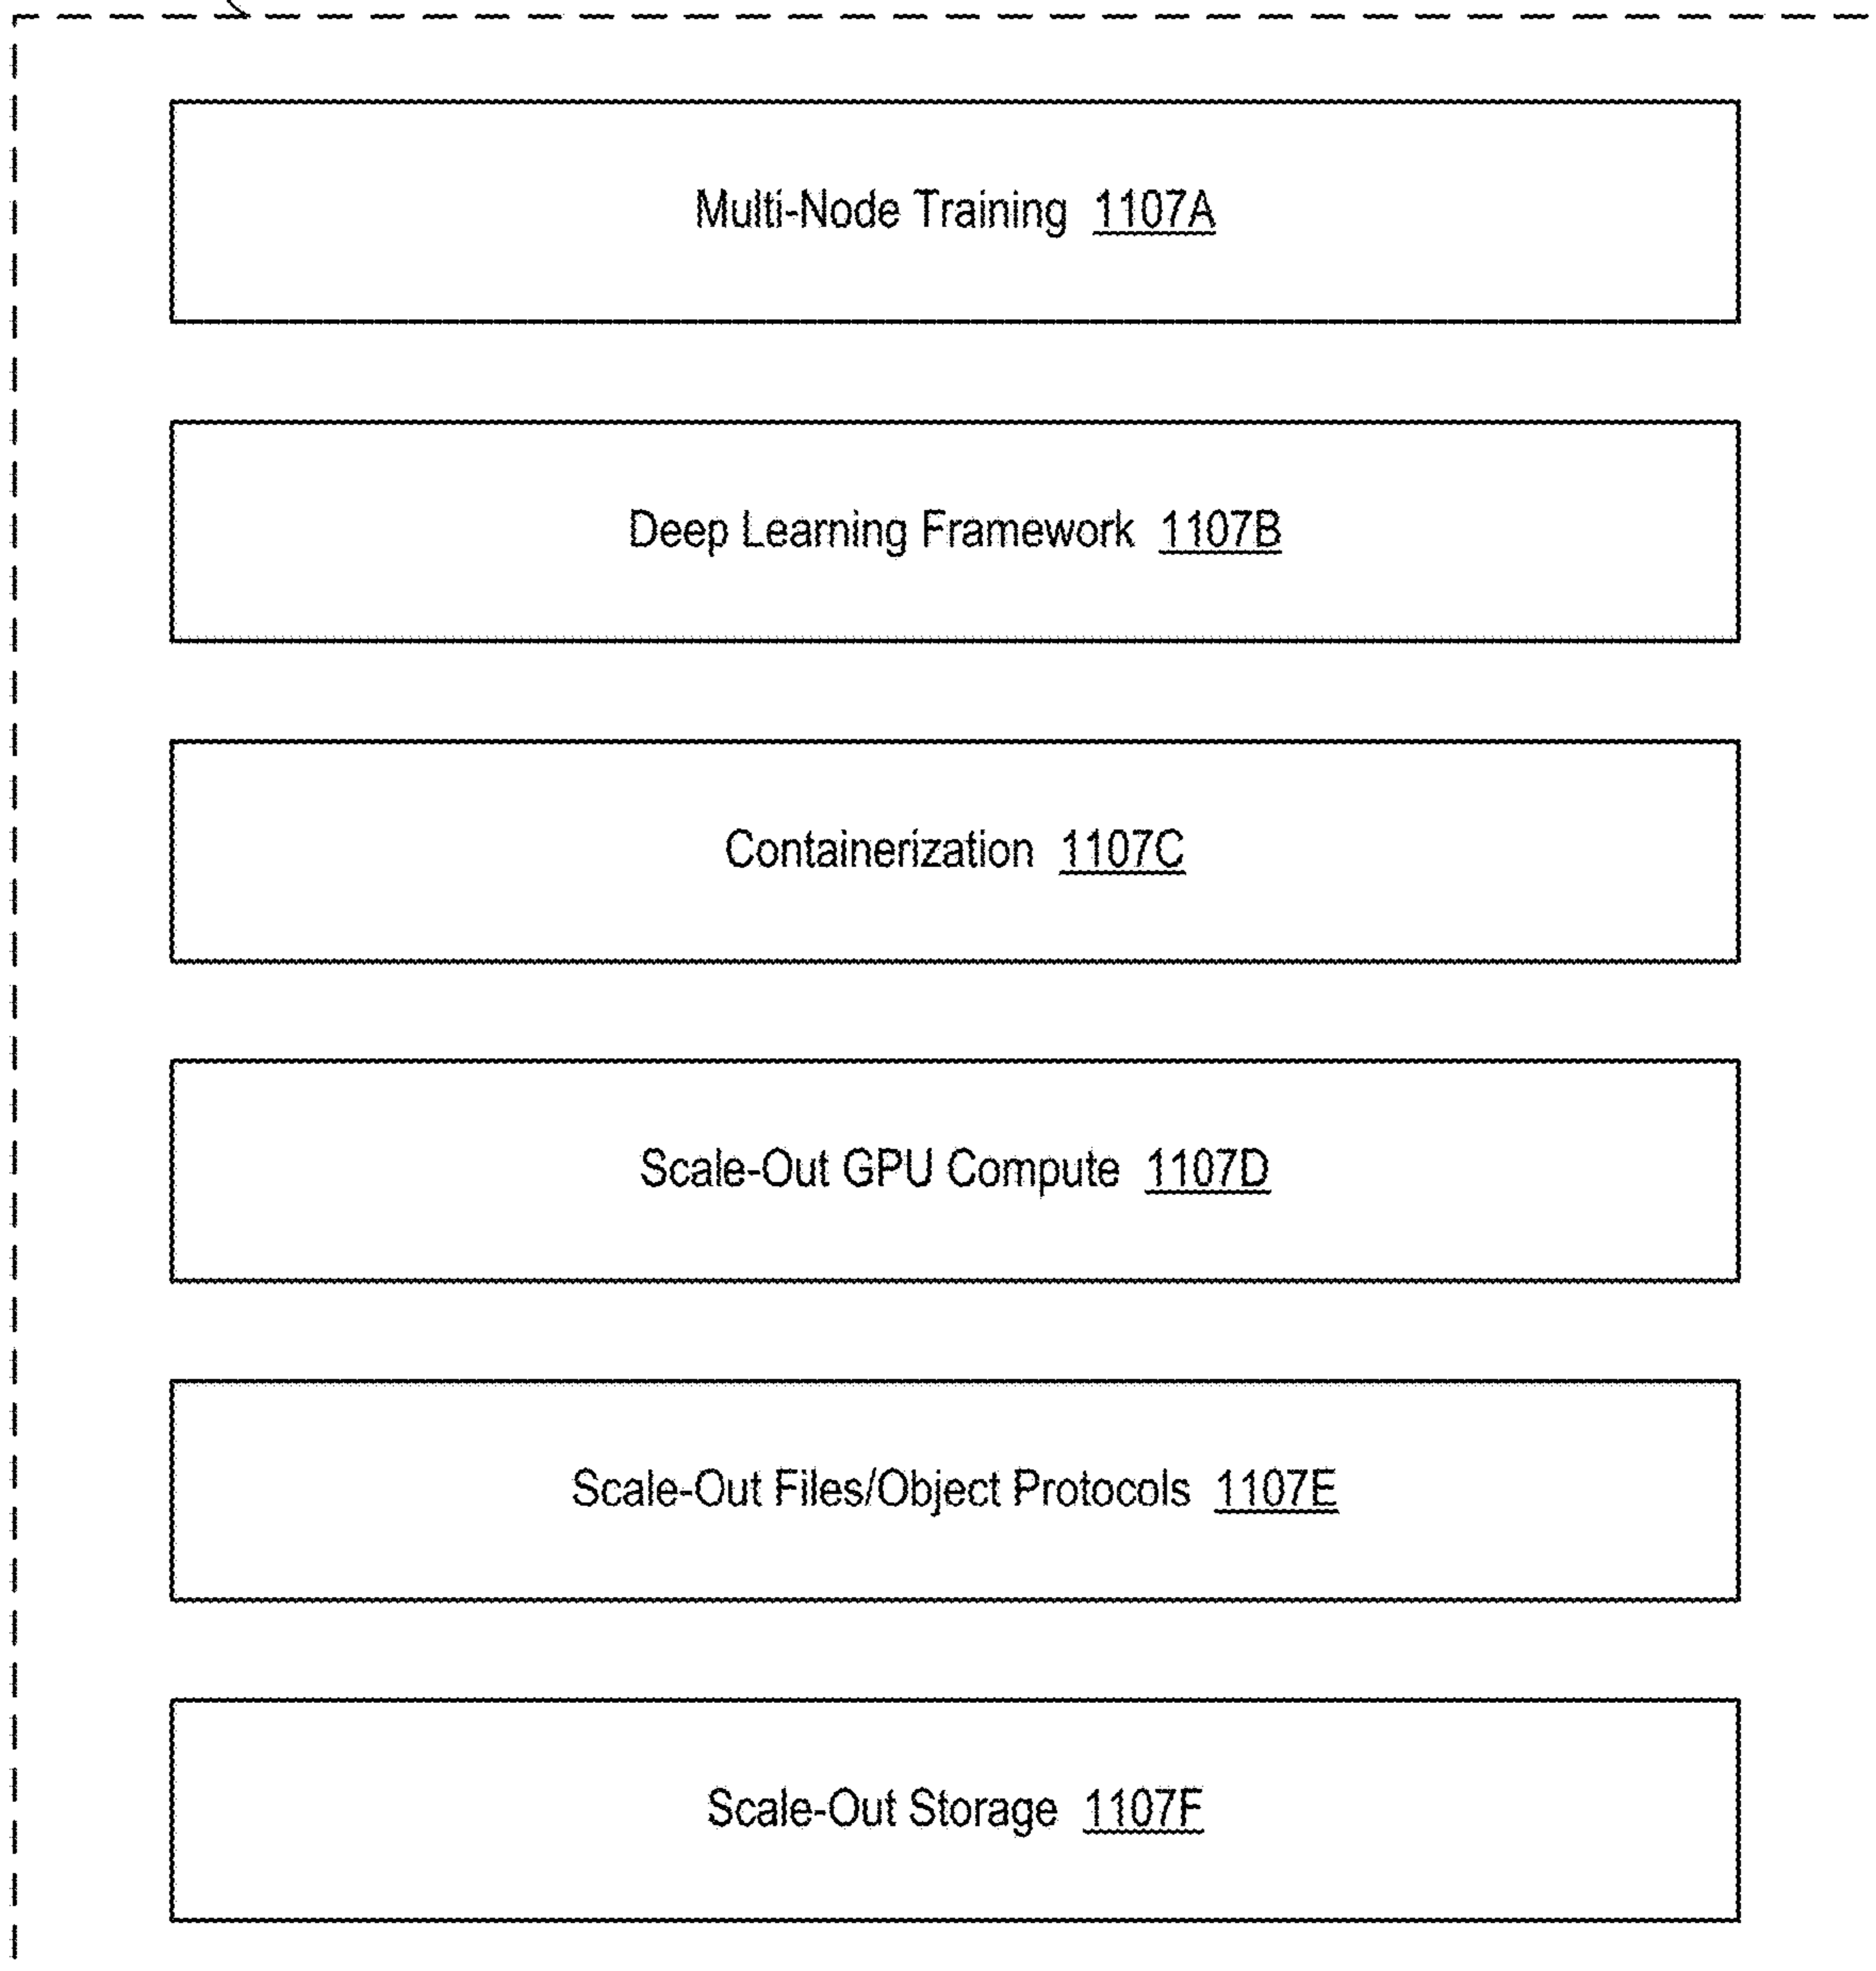 Multi-Node Training 1107A
Deep Learning Framework 1107B
Containerization 1107C
Scale-Out GPU Compute 1107D
Scale-Out Files/Object Protocols 1107E
Scale-Out Storage 1107F